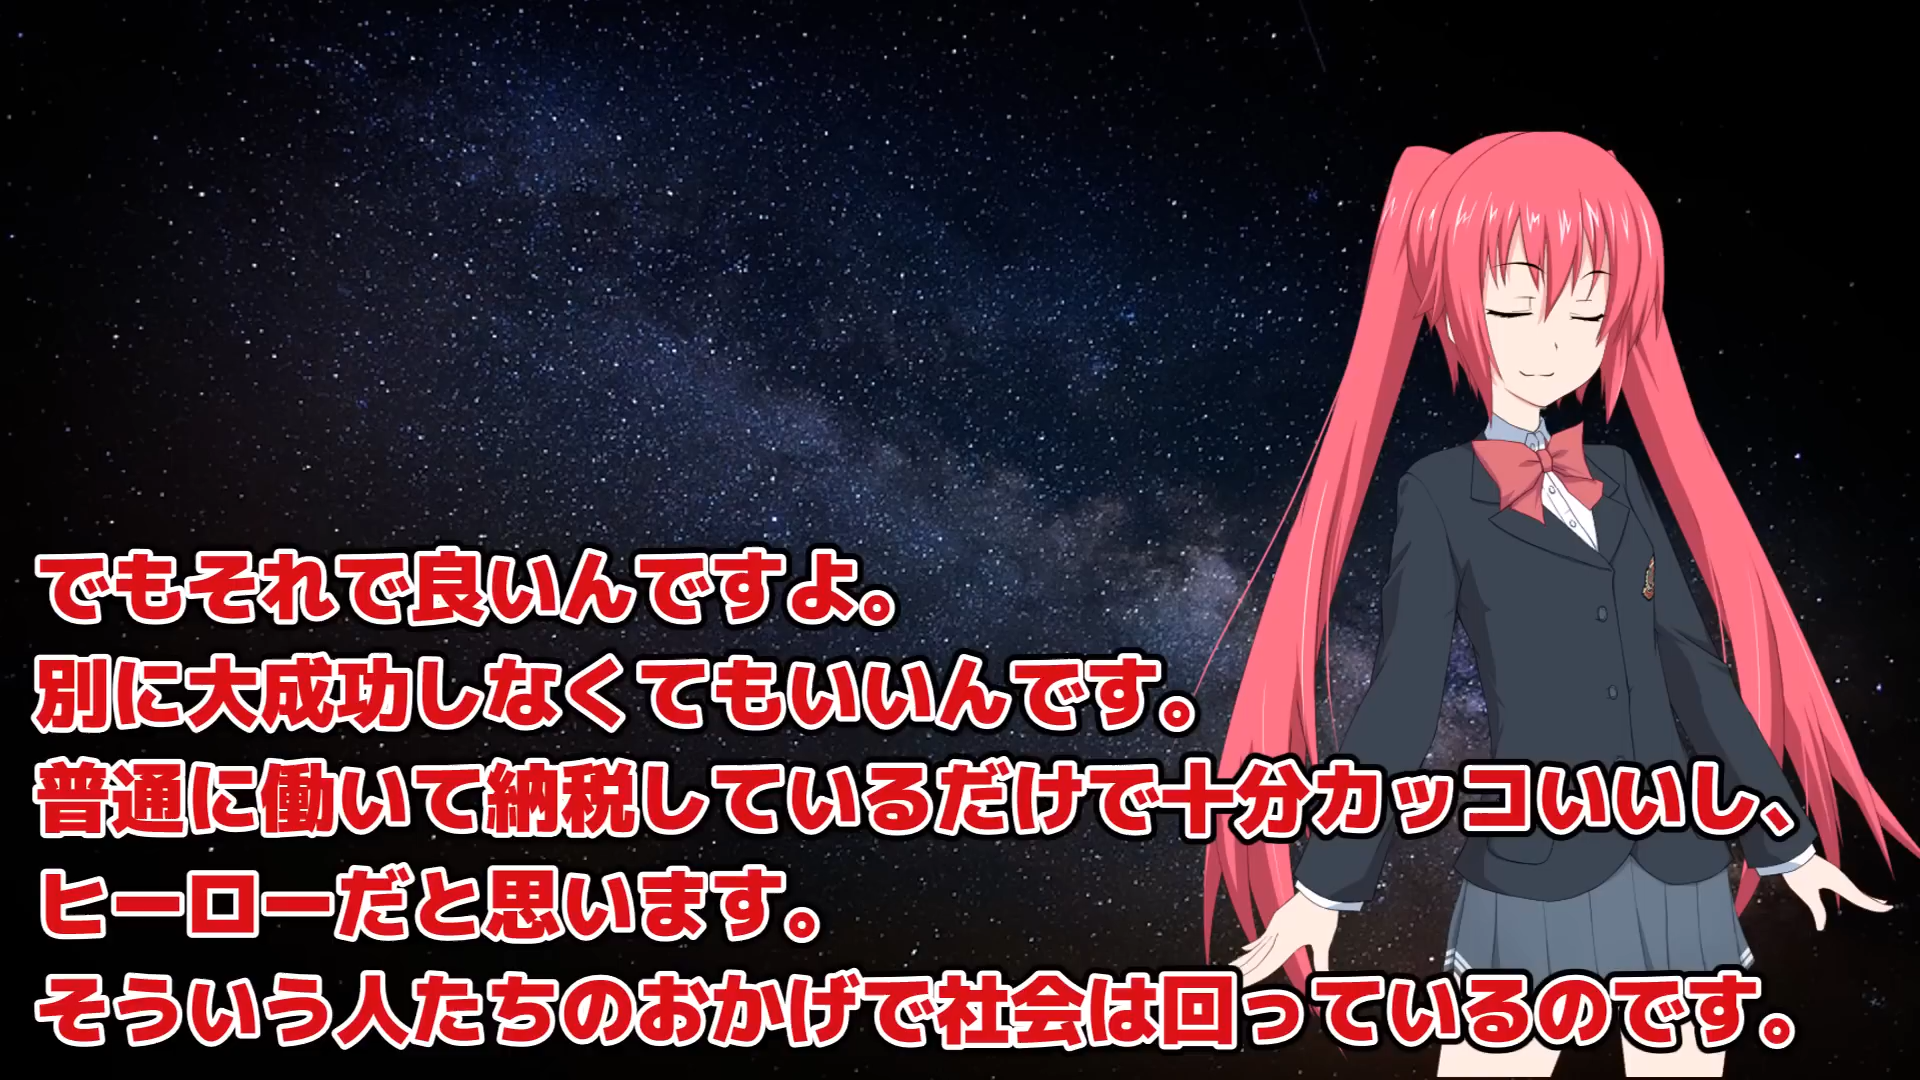 でもそれで良いんですよ。
別に大成功しなくてもいいんです。
普通に働いて納税しているだけで十分カッコいいし、
ヒーローだと思います。
そういう人たちのおかげで社会は回っているのです。